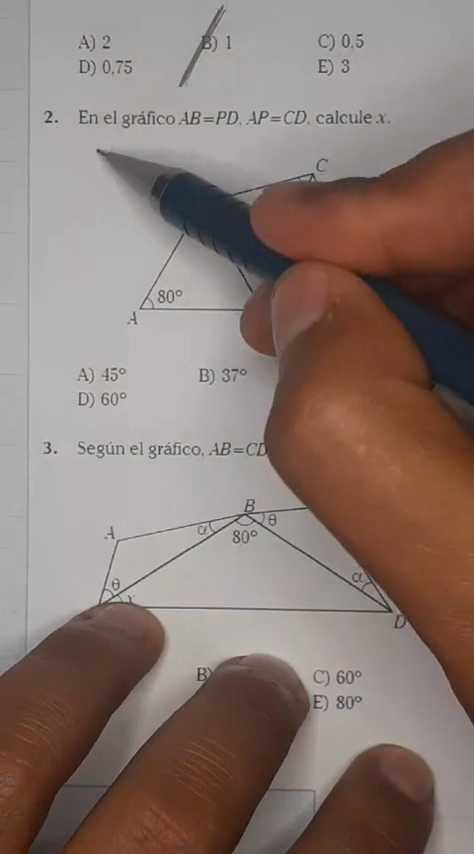 A) 2 B) 1 C) 0,5
D) 0,75 E) 3
2. En el gráfico AB=PD, AP=CD, calcule x.
C
80°
A
A) 45° B) 37°
D) 60°
3. Según el gráfico, AB=CD
B
A α θ
80°
θ α
x
D
B) C) 60°
E) 80°